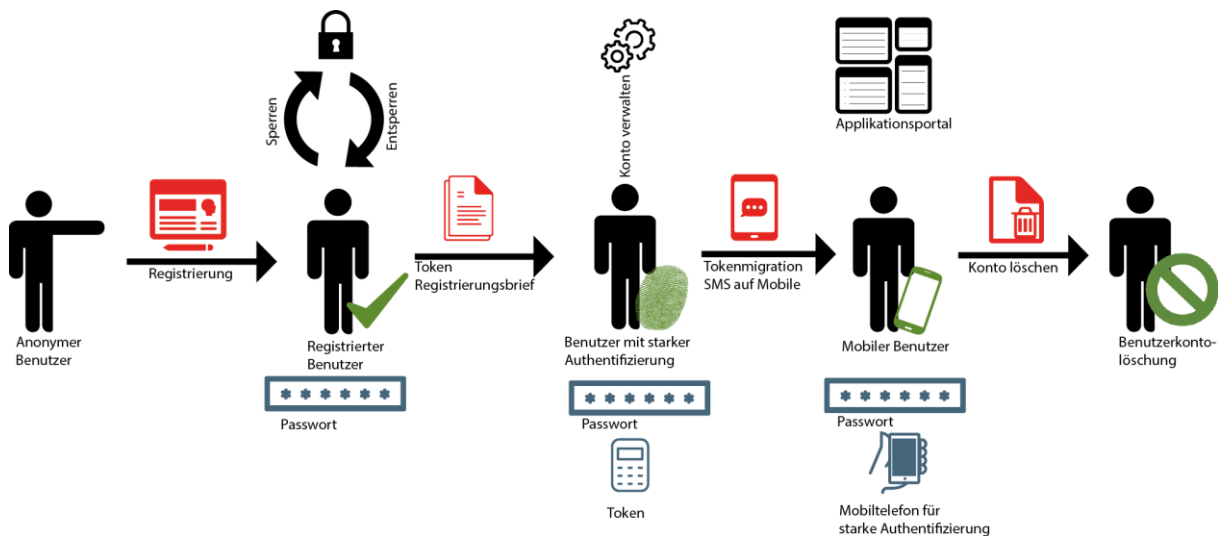 Sperren
Entsperren
Konto verwalten
Applikationsportal
Registrierung
Token
Registrierungsbrief
Tokenmigration
SMS auf Mobile
Konto löschen
Anonymer
Benutzer
Registrierter
Benutzer
Benutzer mit starker
Authentifizierung
Mobiler Benutzer
Benutzerkonto-
löschung
******
Passwort
******
Passwort
******
Passwort
Token
Mobiltelefon für
starke Authentifizierung